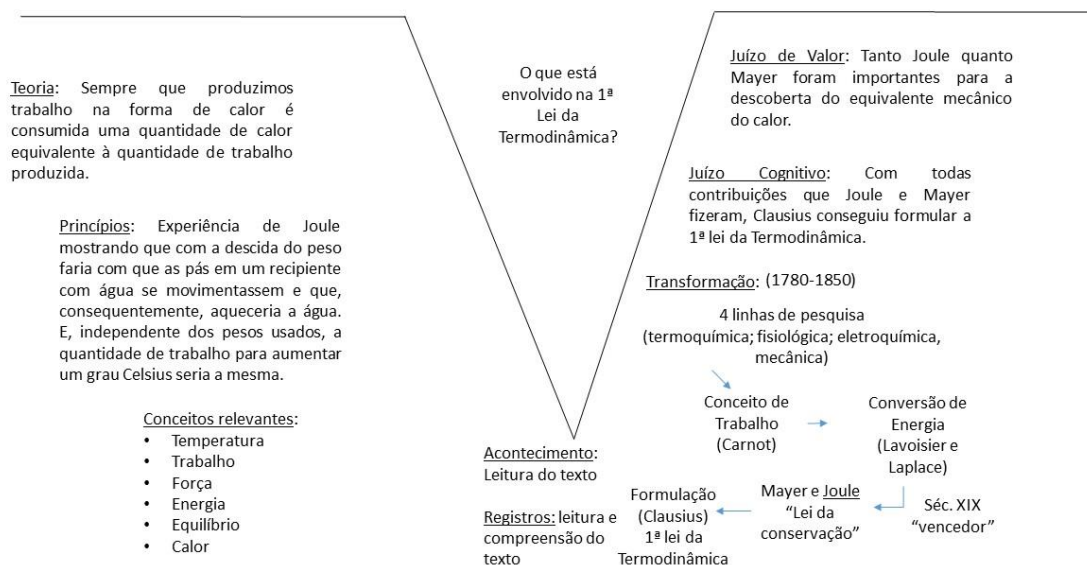 Teoria: Sempre que produzimos
trabalho na forma de calor é
consumida uma quantidade de calor
equivalente à quantidade de trabalho
produzida.
Princípios: Experiência de Joule
mostrando que com a descida do peso
faria com que as pás em um recipiente
com água se movimentassem e que,
consequentemente, aqueceria a água.
E, independente dos pesos usados, a
quantidade de trabalho para aumentar
um grau Celsius seria a mesma.
Conceitos relevantes:
• Temperatura
• Trabalho
• Força
• Energia
• Equilíbrio
• Calor
O que está
envolvido na 1ª
Lei da
Termodinâmica?
Acontecimento:
Leitura do texto
Registros: leitura e
compreensão do
texto
Juízo de Valor: Tanto Joule quanto
Mayer foram importantes para a
descoberta do equivalente mecânico
do calor.
Juízo Cognitivo: Com todas
contribuições que Joule e Mayer
fizeram, Clausius conseguiu formular a
1ª lei da Termodinâmica.
Transformação: (1780-1850)
4 linhas de pesquisa
(termoquímica; fisiológica; eletroquímica,
mecânica)
Conceito de
Trabalho
(Carnot)
Conversão de
Energia
(Lavoisier e
Laplace)
Séc. XIX
“vencedor”
Mayer e Joule
“Lei da
conservação”
Formulação
(Clausius)
1ª lei da
Termodinâmica